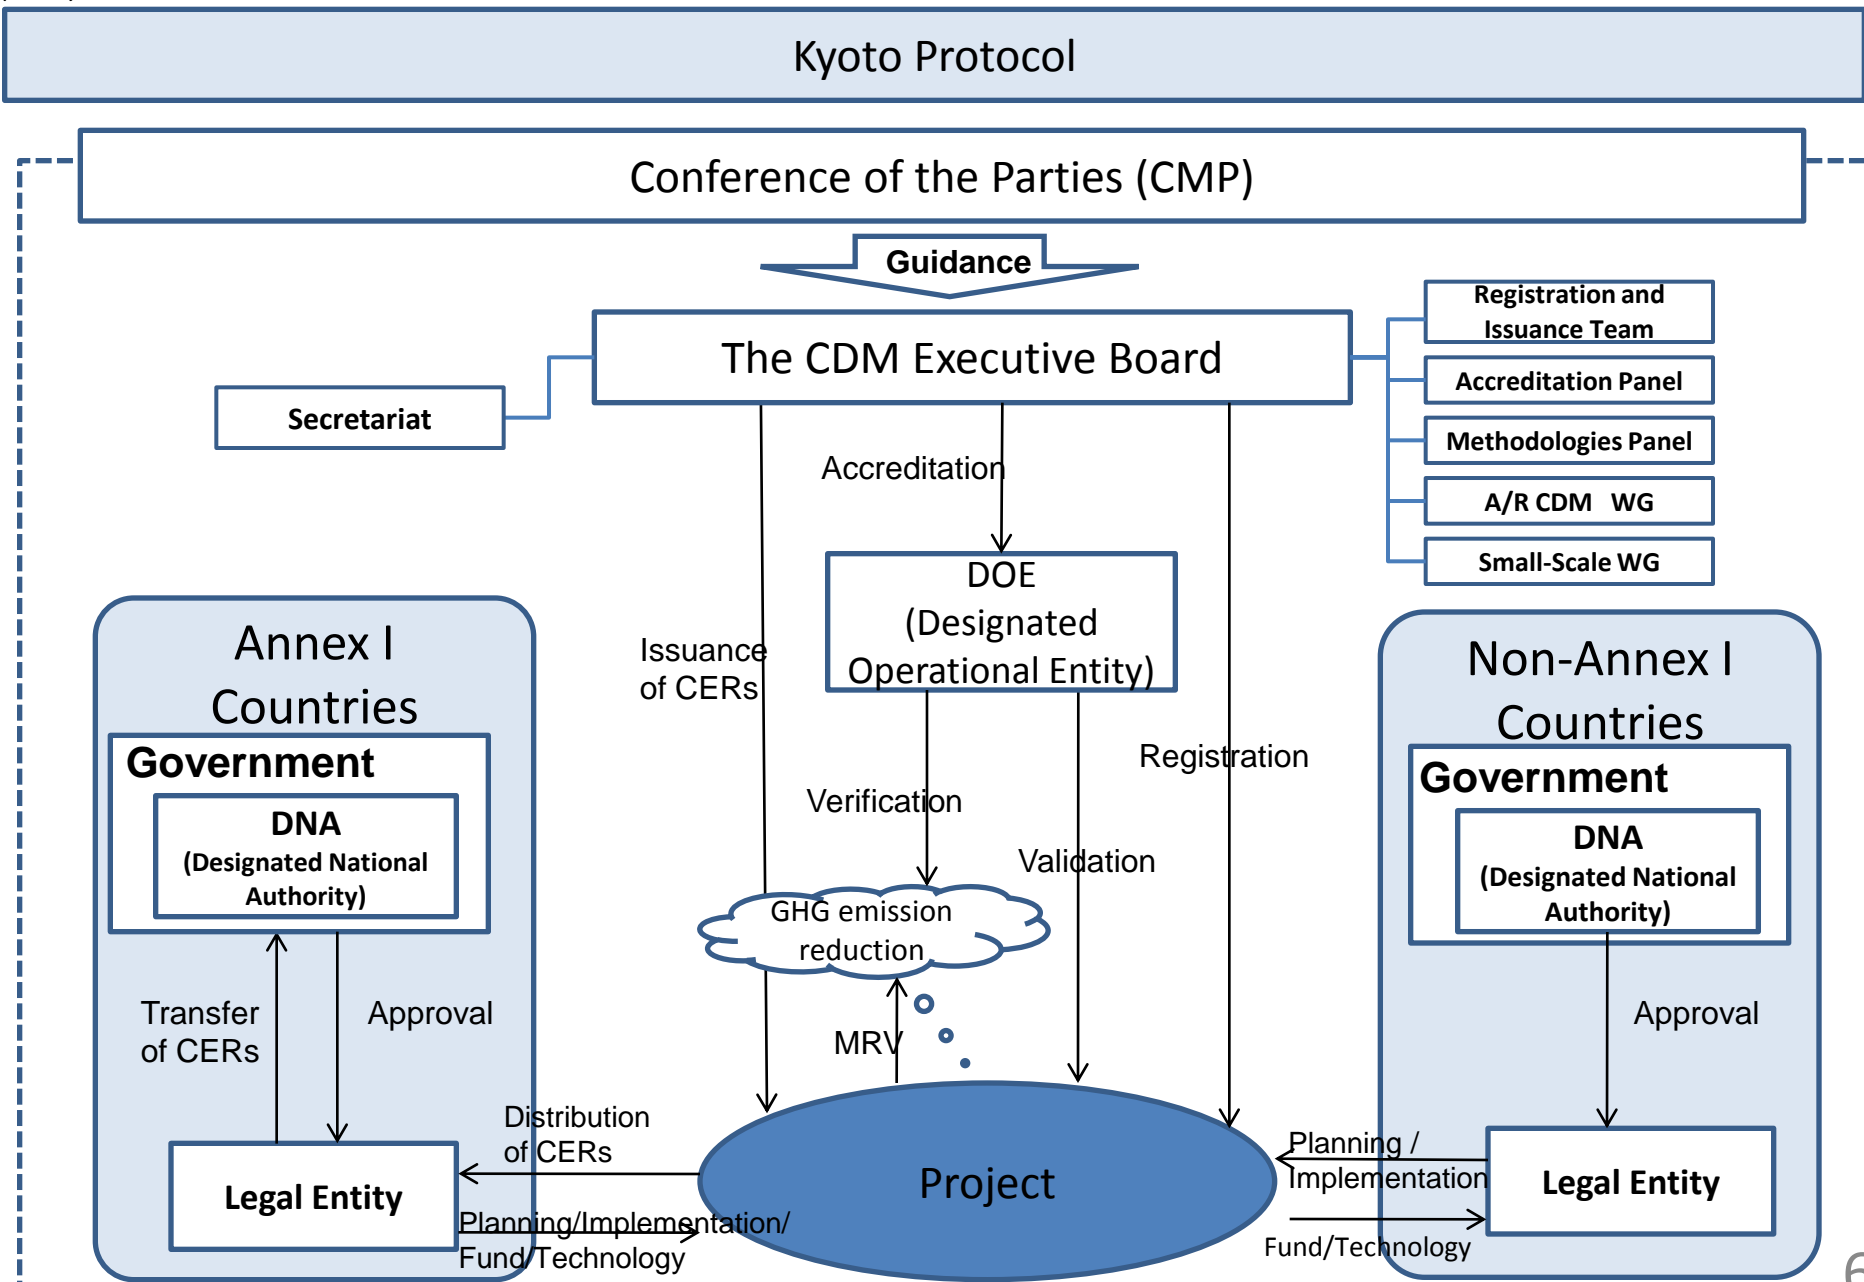 Kyoto Protocol
Conference of the Parties (CMP)
Guidance
The CDM Executive Board
Secretariat
Registration and
Issuance Team
Accreditation Panel
Methodologies Panel
A/R CDM WG
Small-Scale WG
Accreditation
DOE
(Designated
Operational Entity)
Issuance
of CERs
Registration
Verification
Validation
GHG emission
reduction
MRV
Annex I
Countries
Government
DNA
(Designated National
Authority)
Transfer
of CERs
Approval
Legal Entity
Distribution
of CERs
Planning/Implementation/
Fund/Technology
Project
Non-Annex I
Countries
Government
DNA
(Designated National
Authority)
Approval
Planning /
Implementation
Legal Entity
Fund/Technology